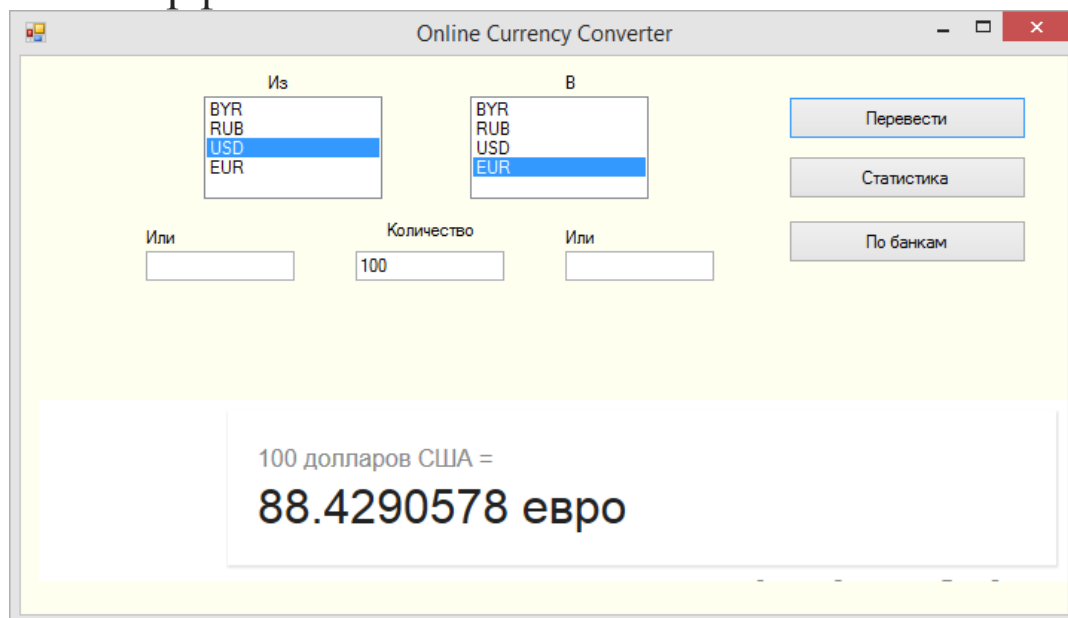 Online Currency Converter
Из
В
BYR
RUB
USD
EUR
BYR
RUB
USD
EUR
Перевести
Статистика
По банкам
Или
Количество
Или
100
100 долларов США =
88.4290578 евро